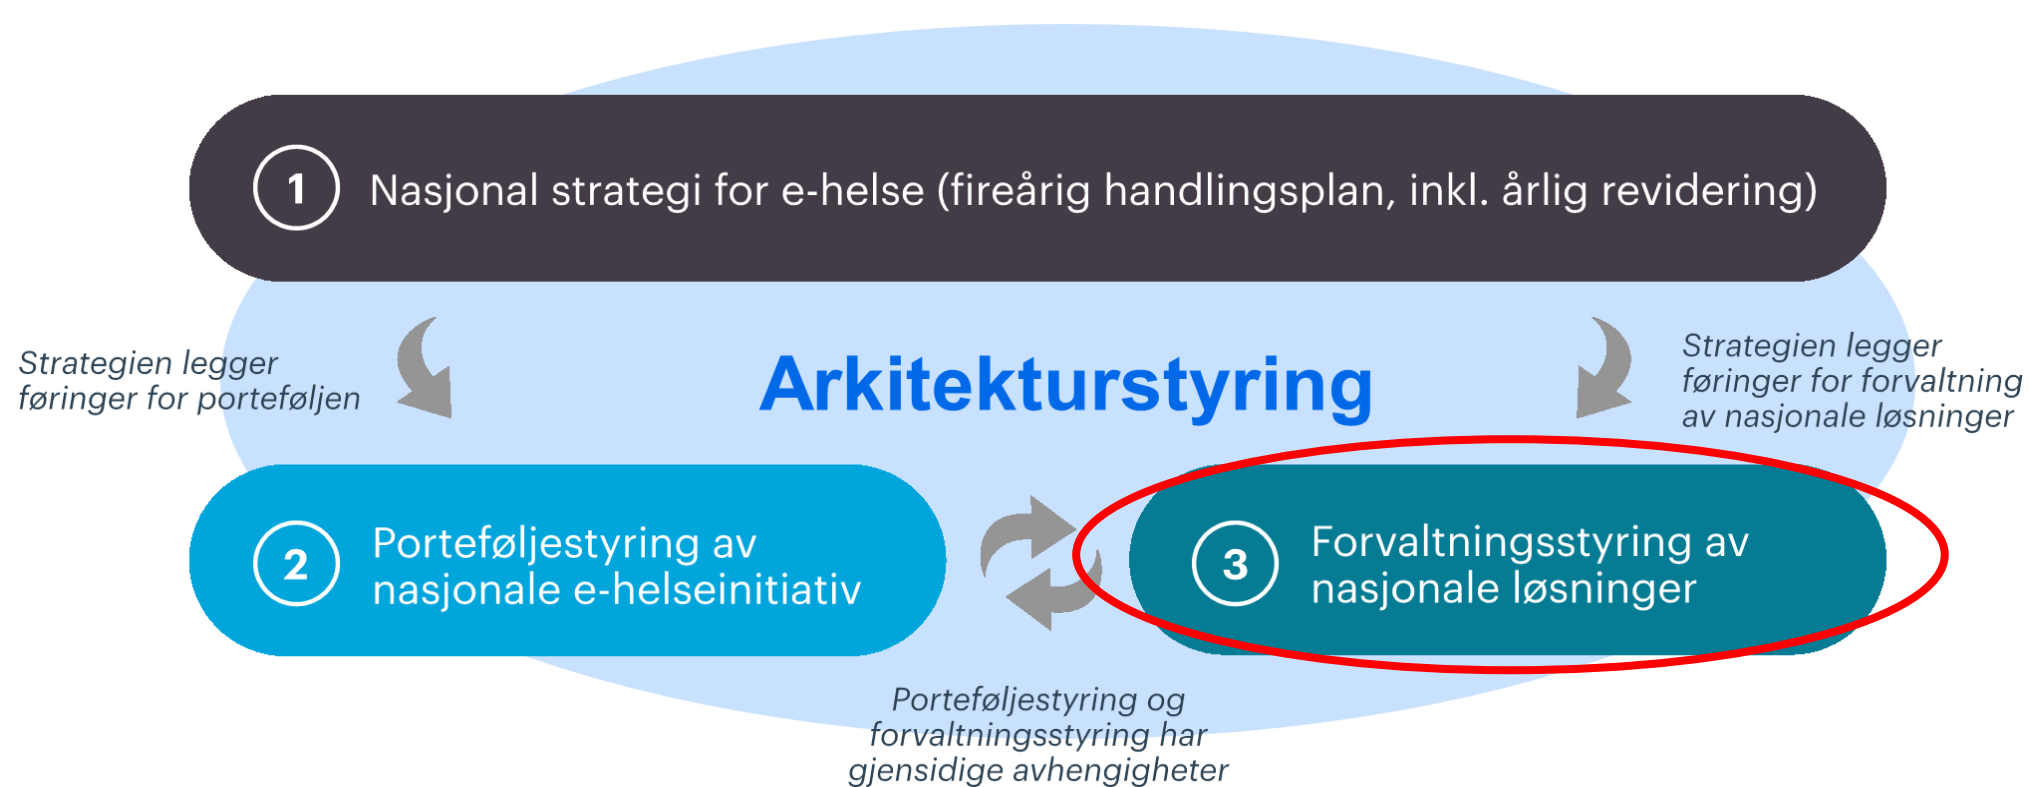 1
Nasjonal strategi for e-helse (fireårig handlingsplan, inkl. årlig revidering)
Strategien legger
føringer for porteføljen
Arkitekturstyring
Strategien legger
føringer for forvaltning
av nasjonale løsninger
2
Porteføljestyring av
nasjonale e-helseinitiativ
3
Forvaltningsstyring av
nasjonale løsninger
Porteføljestyring og
forvaltningsstyring har
gjensidige avhengigheter